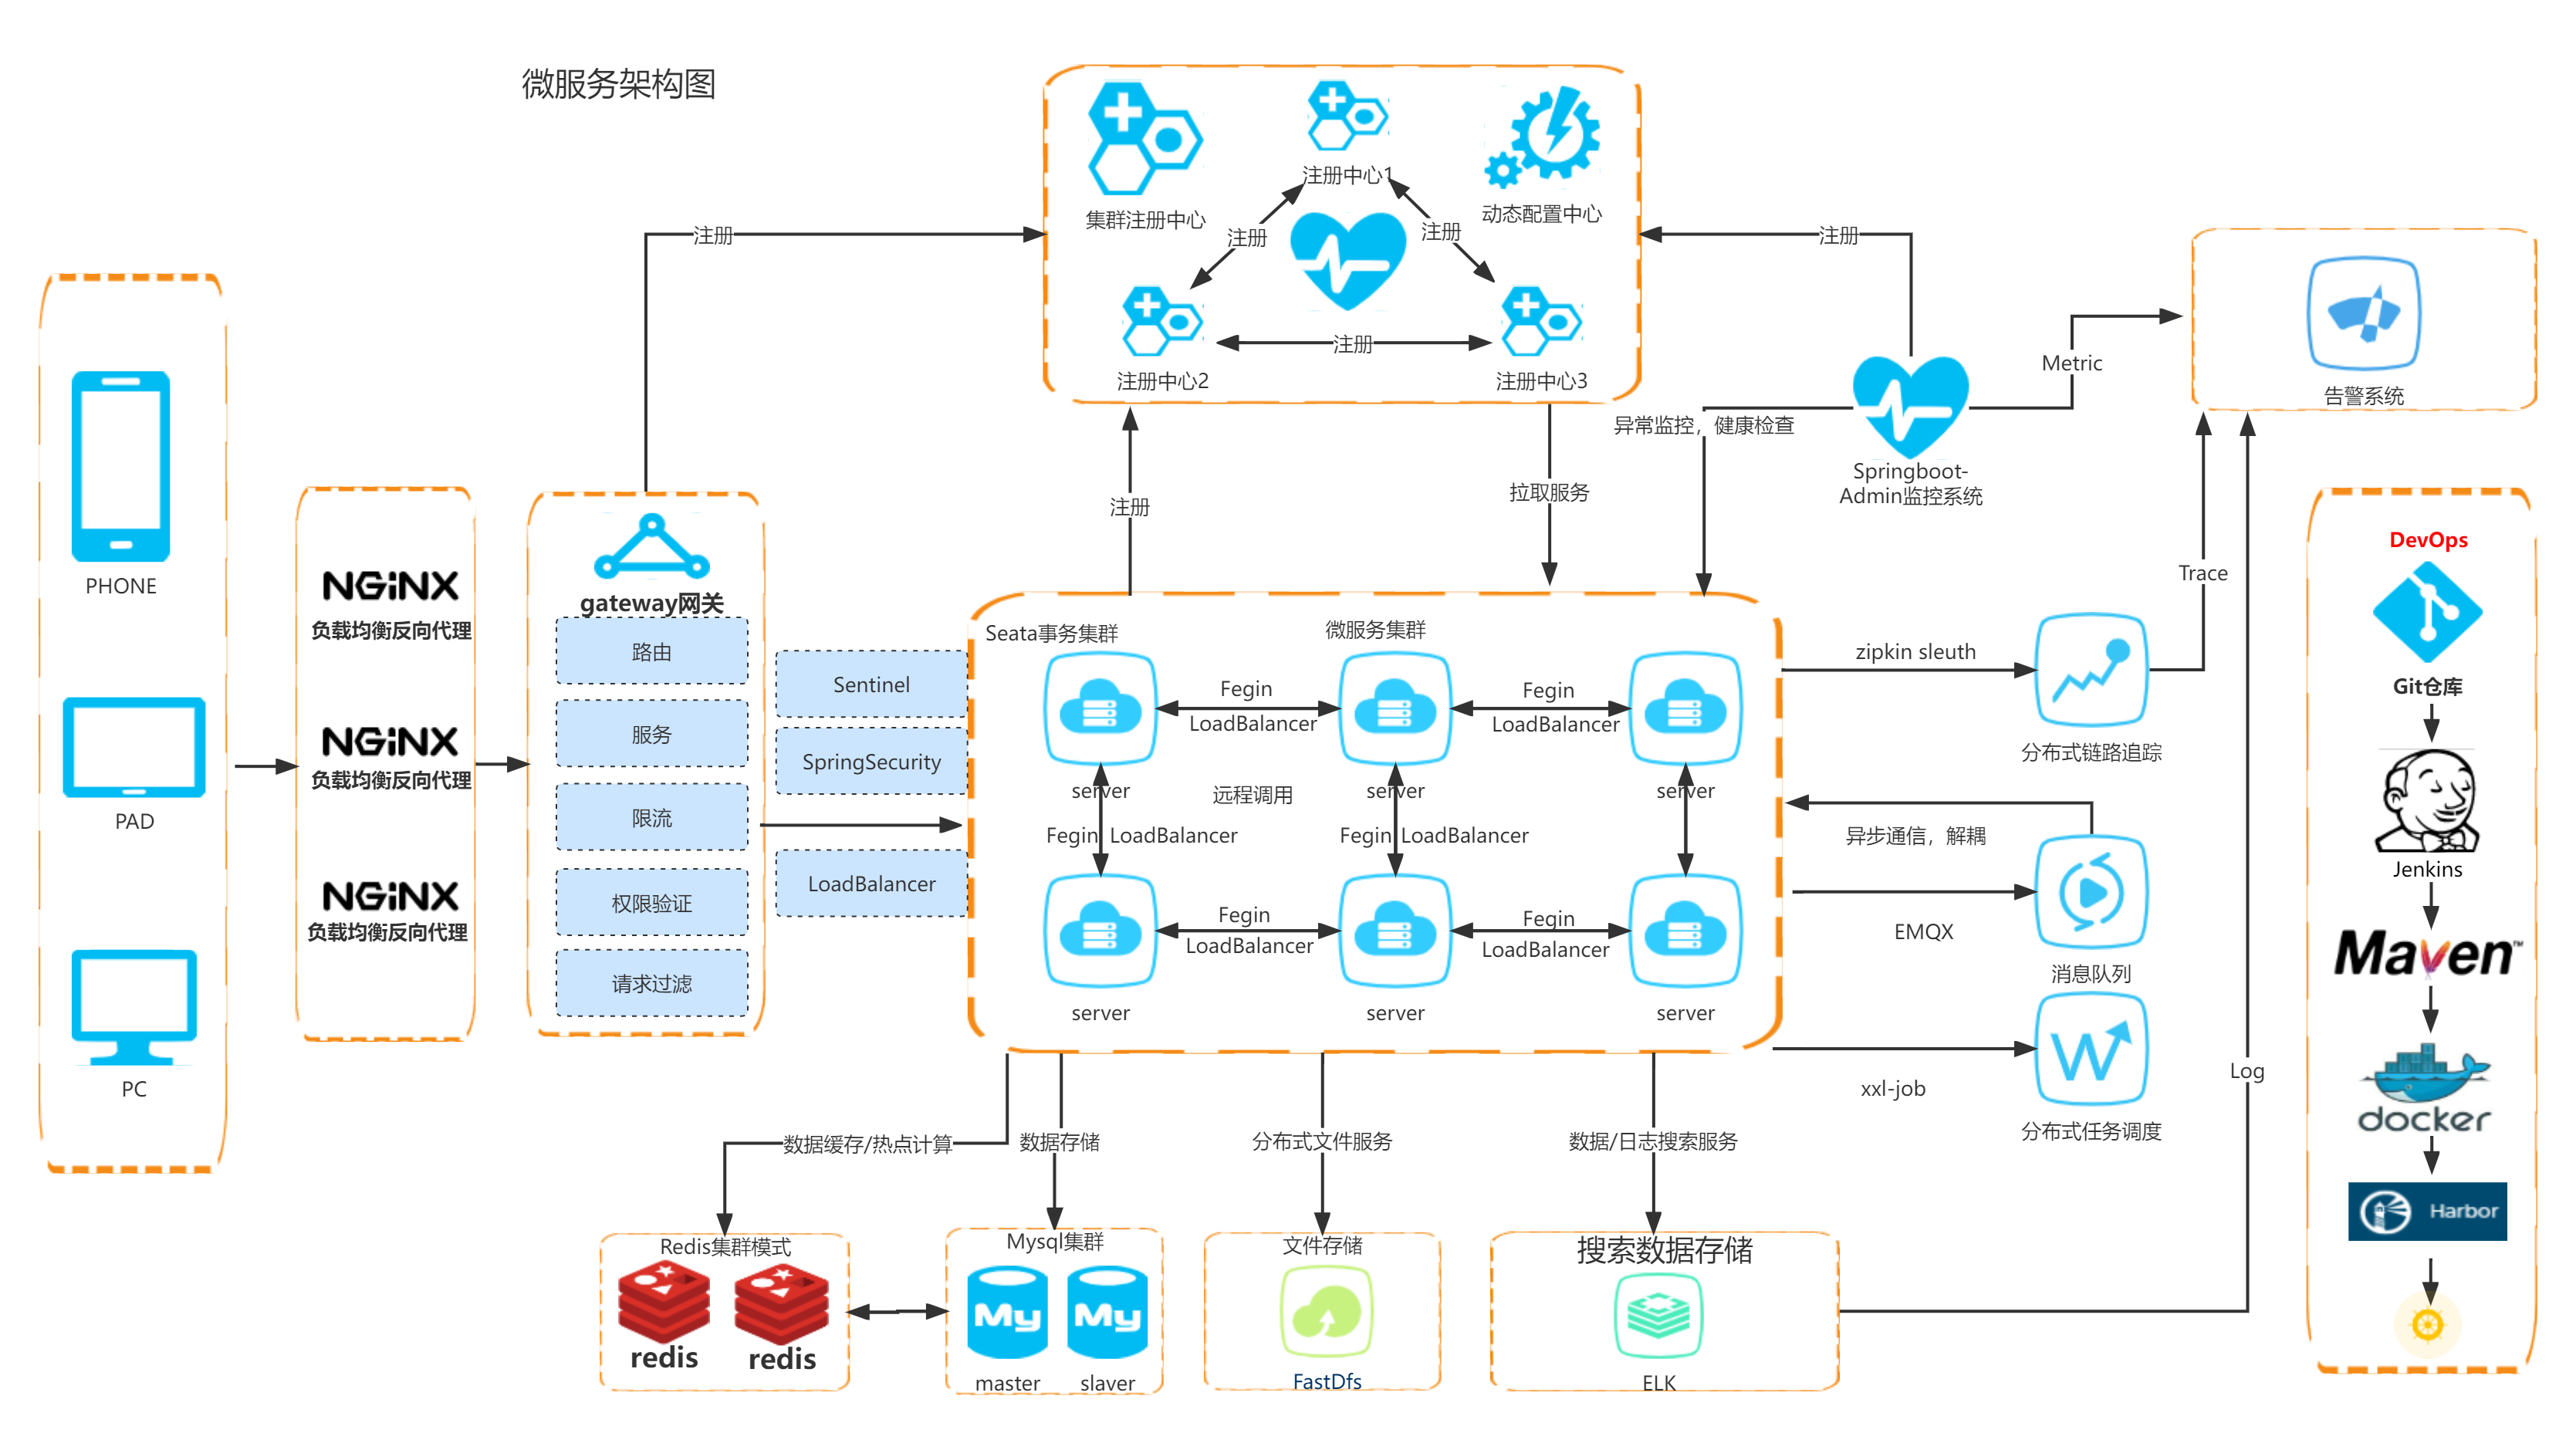 微服务架构图
集群注册中心
注册中心1
动态配置中心
注册
注册
注册
注册中心2
注册中心3
注册
注册
PHONE
PAD
PC
NGiNX
负载均衡反向代理
NGiNX
负载均衡反向代理
NGiNX
负载均衡反向代理
gateway网关
路由
服务
限流
权限验证
请求过滤
Sentinel
SpringSecurity
LoadBalancer
注册
拉取服务
异常监控，健康检查
Springboot-
Admin监控系统
Metric
告警系统
Trace
Log
Seata事务集群
微服务集群
Fegin
LoadBalancer
Fegin
LoadBalancer
server
远程调用
server
server
Fegin
LoadBalancer
Fegin
LoadBalancer
Fegin
LoadBalancer
Fegin
LoadBalancer
server
server
server
zipkin sleuth
分布式链路追踪
异步通信，解耦
EMQX
消息队列
xxl-job
分布式任务调度
数据缓存/热点计算
数据存储
分布式文件服务
数据/日志搜索服务
Redis集群模式
redis
redis
Mysql集群
My
My
master
slaver
文件存储
FastDfs
搜索数据存储
ELK
DevOps
Git仓库
Jenkins
Maven™
docker
Harbor